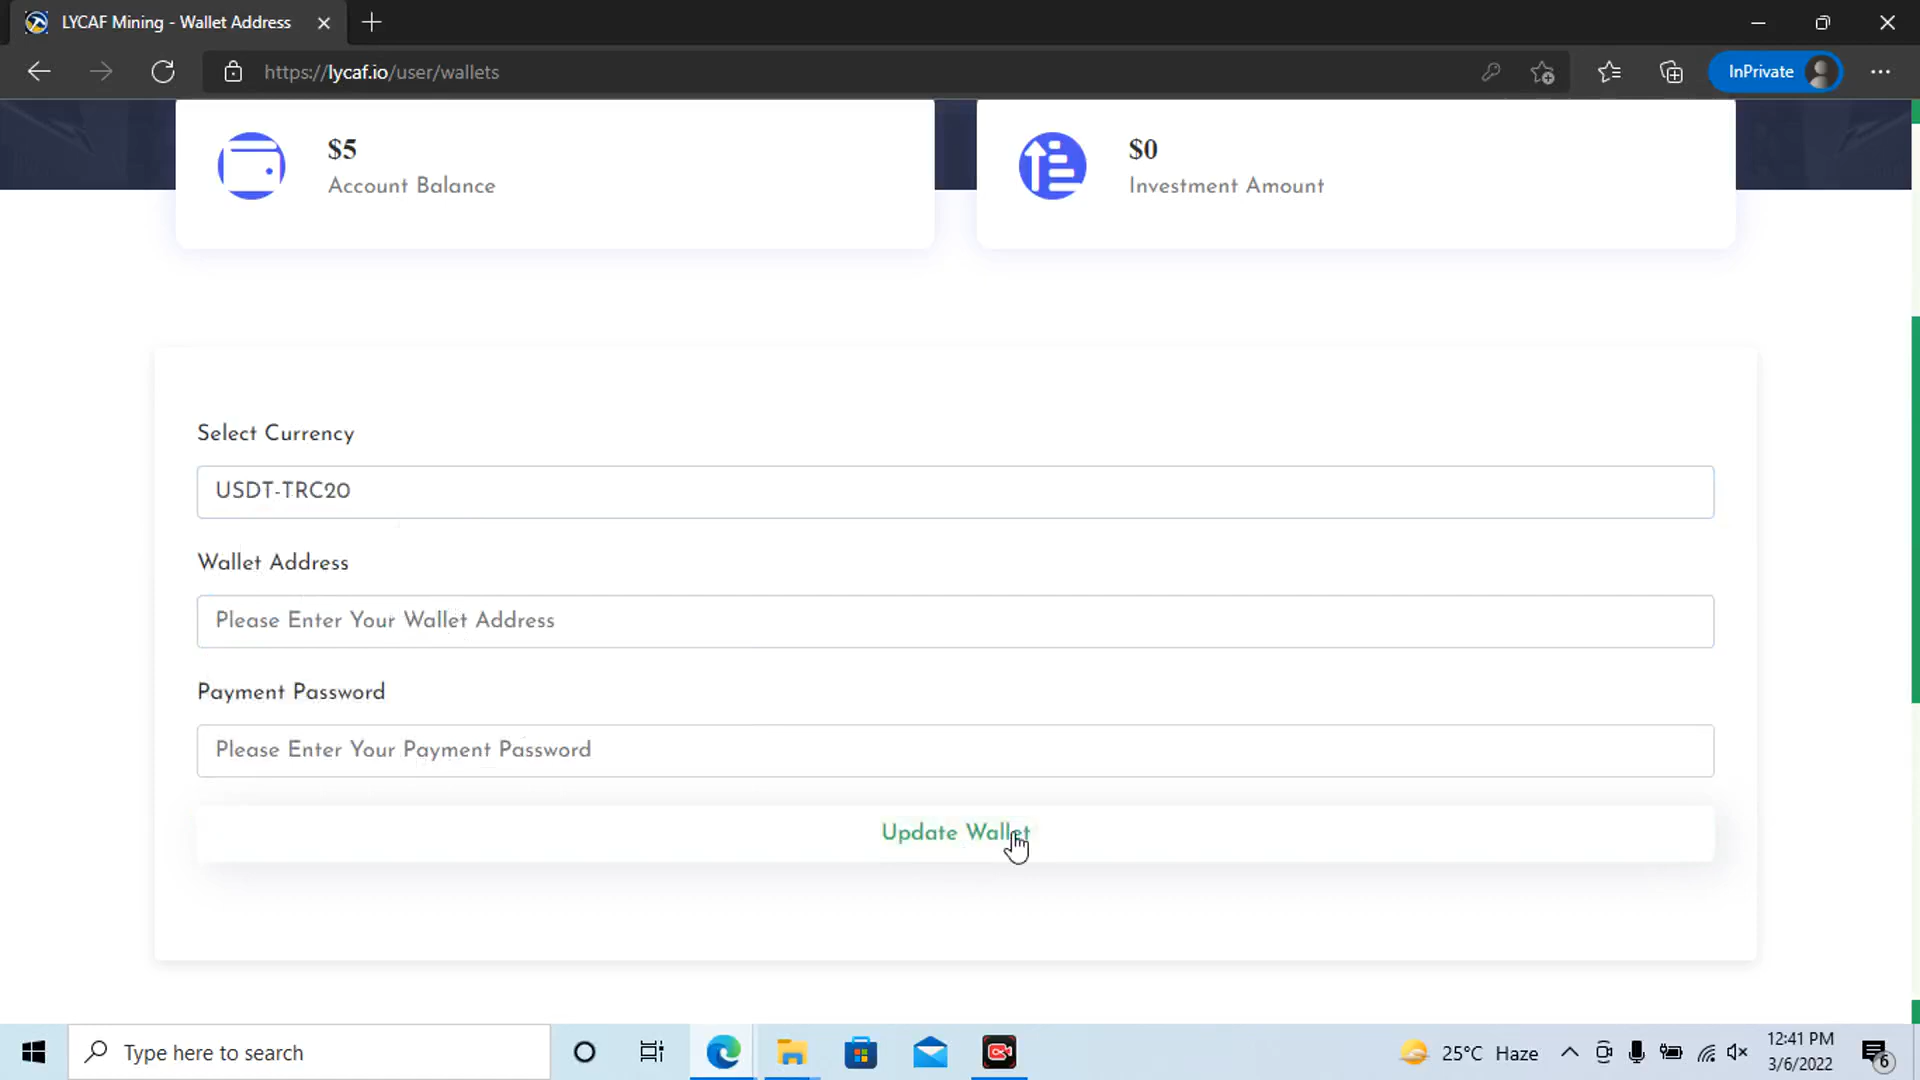 LYCAF Mining - Wallet Address
https://lycaf.io/user/wallets
InPrivate
$5
Account Balance
$0
Investment Amount
Select Currency
USDT-TRC20
Wallet Address
Please Enter Your Wallet Address
Payment Password
Please Enter Your Payment Password
Update Wallet
Type here to search
25°C Haze
12:41 PM
3/6/2022
6